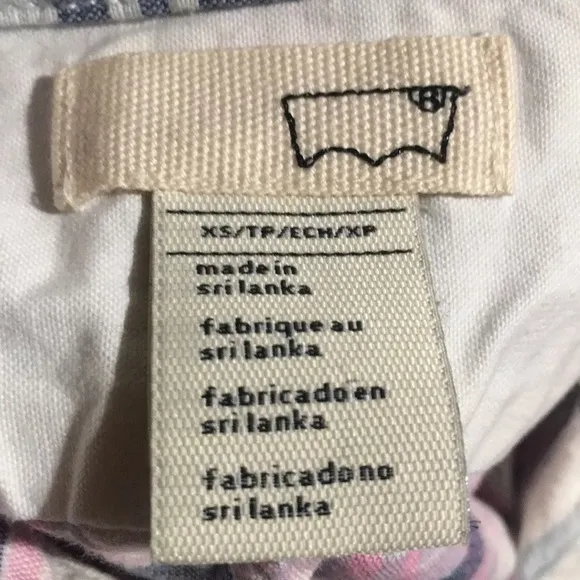 ®
XS/TP/ECH/XP
made in
sri lanka
fabrique au
sri lanka
fabricado en
sri lanka
fabricado no
sri lanka